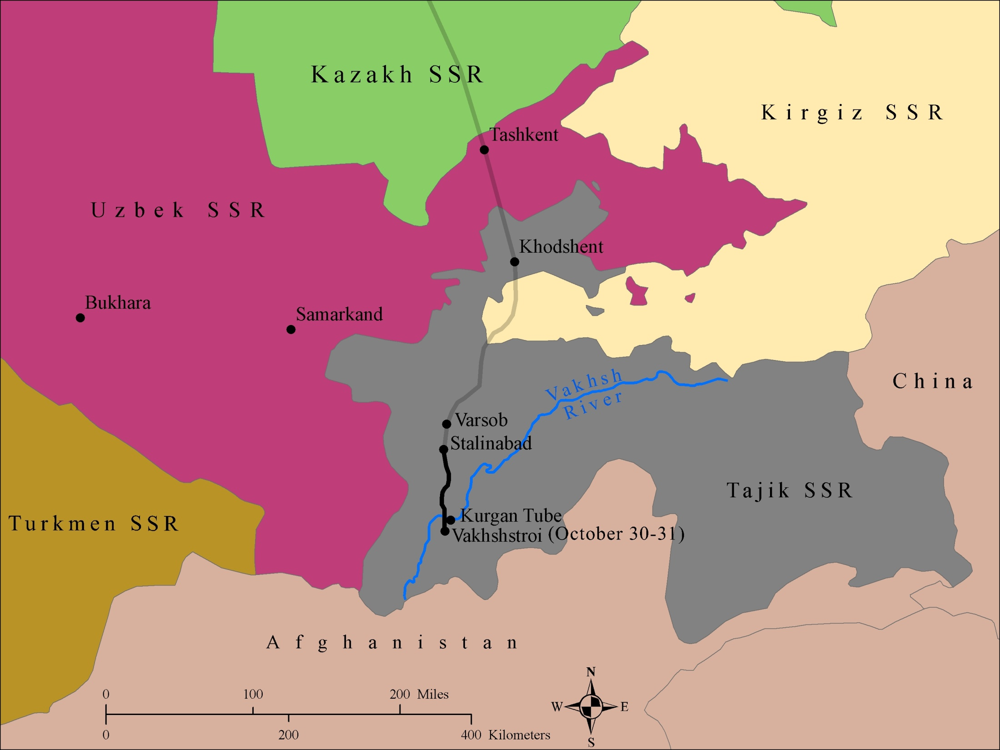 Kazakh SSR
Kirgiz SSR
Tashkent
Uzbek SSR
Khodshent
Bukhara
Samarkand
Vakhsh
River
China
Varsob
Stalinabad
Tajik SSR
Kurgan Tube
Turkmen SSR
Vakhshstroi (October 30-31)
Afghanistan
N
W E
S
0 100 200 Miles
0 200 400 Kilometers